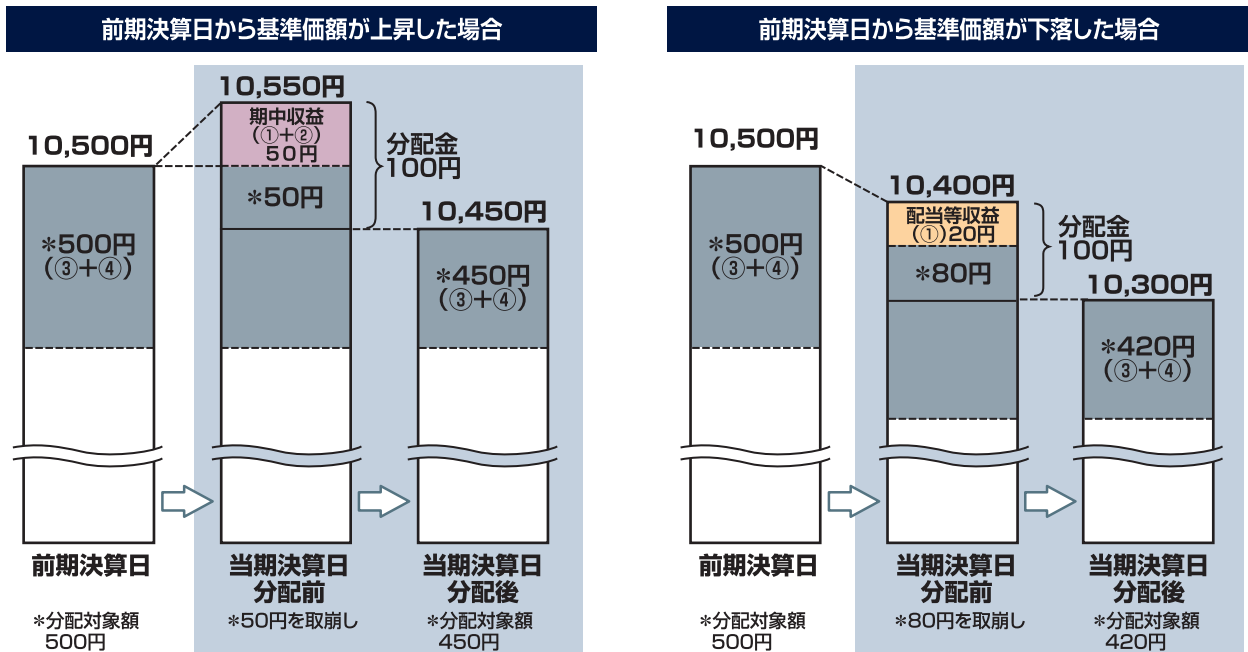 前期決算日から基準価額が上昇した場合
10,500円
＊500円
(③＋④)
前期決算日
＊分配対象額
500円
10,550円
期中収益
(①＋②)
50円
＊50円
分配金
100円
当期決算日
分配前
＊50円を取崩し
10,450円
＊450円
(③＋④)
当期決算日
分配後
＊分配対象額
450円
前期決算日から基準価額が下落した場合
10,500円
＊500円
(③＋④)
前期決算日
＊分配対象額
500円
10,400円
配当等収益
(①)20円
＊80円
分配金
100円
当期決算日
分配前
＊80円を取崩し
10,300円
＊420円
(③＋④)
当期決算日
分配後
＊分配対象額
420円